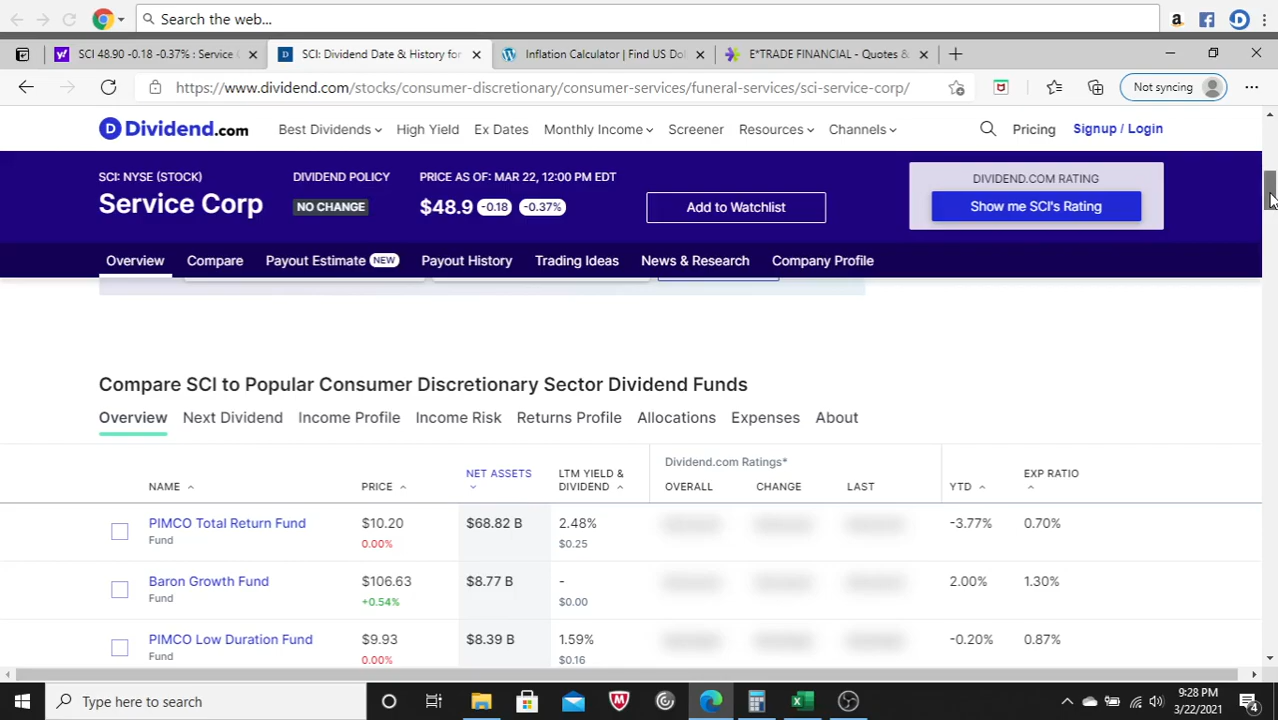 Search the web...
SCI 48.90 -0.18 -0.37% : Service
SCI: Dividend Date & History for
Inflation Calculator | Find US Do
E*TRADE FINANCIAL - Quotes &
https://www.dividend.com/stocks/consumer-discretionary/consumer-services/funeral-services/sci-service-corp/
Not syncing
Dividend.com
Best Dividends
High Yield
Ex Dates
Monthly Income
Screener
Resources
Channels
Pricing
Signup / Login
SCI: NYSE (STOCK)
Service Corp
DIVIDEND POLICY
NO CHANGE
PRICE AS OF: MAR 22, 12:00 PM EDT
$48.9 -0.18 -0.37%
Add to Watchlist
DIVIDEND.COM RATING
Show me SCI's Rating
Overview
Compare
Payout Estimate NEW
Payout History
Trading Ideas
News & Research
Company Profile
Compare SCI to Popular Consumer Discretionary Sector Dividend Funds
Overview Next Dividend Income Profile Income Risk Returns Profile Allocations Expenses About
Dividend.com Ratings*
NAME PRICE NET ASSETS LTM YIELD & DIVIDEND OVERALL CHANGE LAST YTD EXP RATIO
PIMCO Total Return Fund $10.20 $68.82 B 2.48% -3.77% 0.70%
Fund 0.00% $0.25
Baron Growth Fund $106.63 $8.77 B - 2.00% 1.30%
Fund +0.54% $0.00
PIMCO Low Duration Fund $9.93 $8.39 B 1.59% -0.20% 0.87%
Fund 0.00% $0.16
Type here to search
9:28 PM
3/22/2021
4